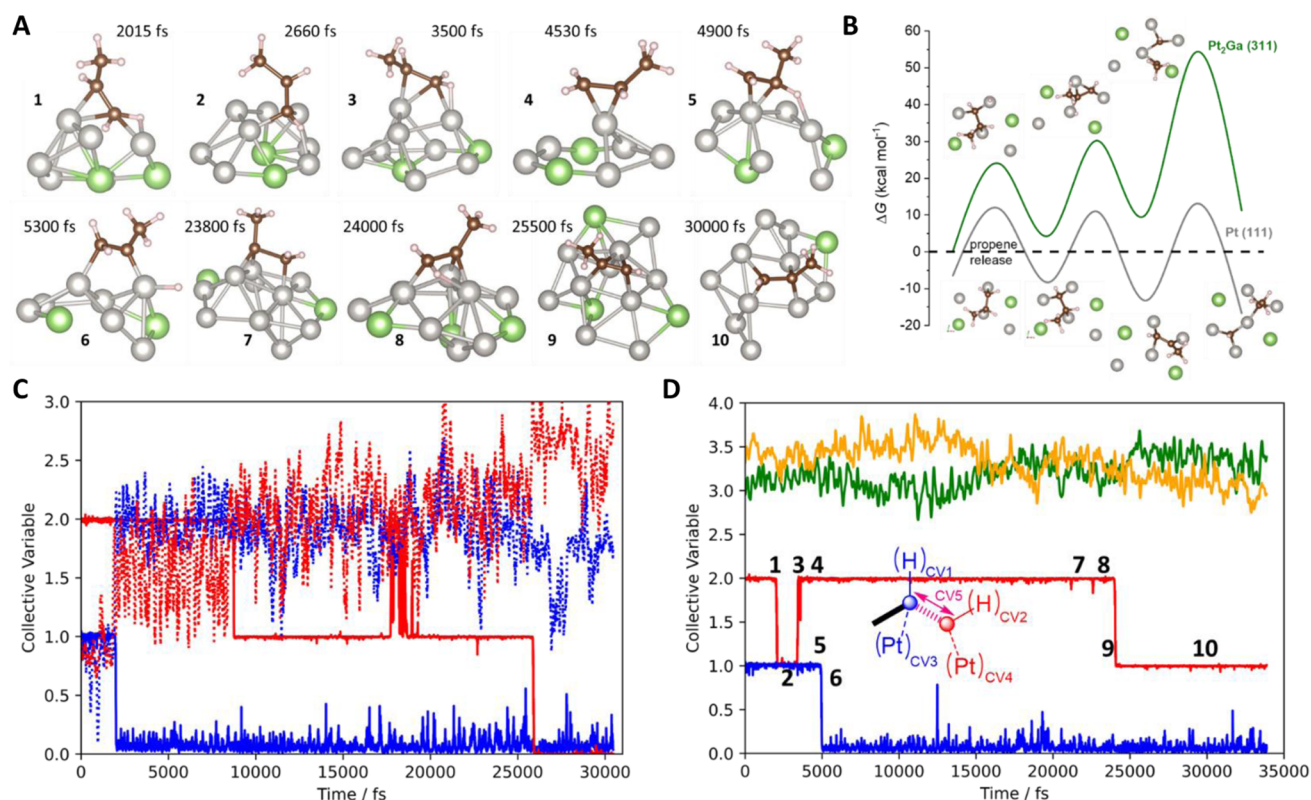 A
2015 fs
2660 fs
3500 fs
4530 fs
4900 fs
1
2
3
4
5
5300 fs
23800 fs
24000 fs
25500 fs
30000 fs
6
7
8
9
10
B
60
50
40
30
20
10
0
-10
-20
ΔG (kcal mol⁻¹)
Pt₂Ga (311)
Pt (111)
propene
release
C
3.0
2.5
2.0
1.5
1.0
0.5
0.0
Collective Variable
0 5000 10000 15000 20000 25000 30000
Time / fs
D
4.0
3.5
3.0
2.5
2.0
1.5
1.0
0.5
0.0
Collective Variable
1 3 4 7 8
2 5 6 9 10
(H)CV1
CV5
(H)CV2
(Pt)CV3
(Pt)CV4
0 5000 10000 15000 20000 25000 30000 35000
Time / fs